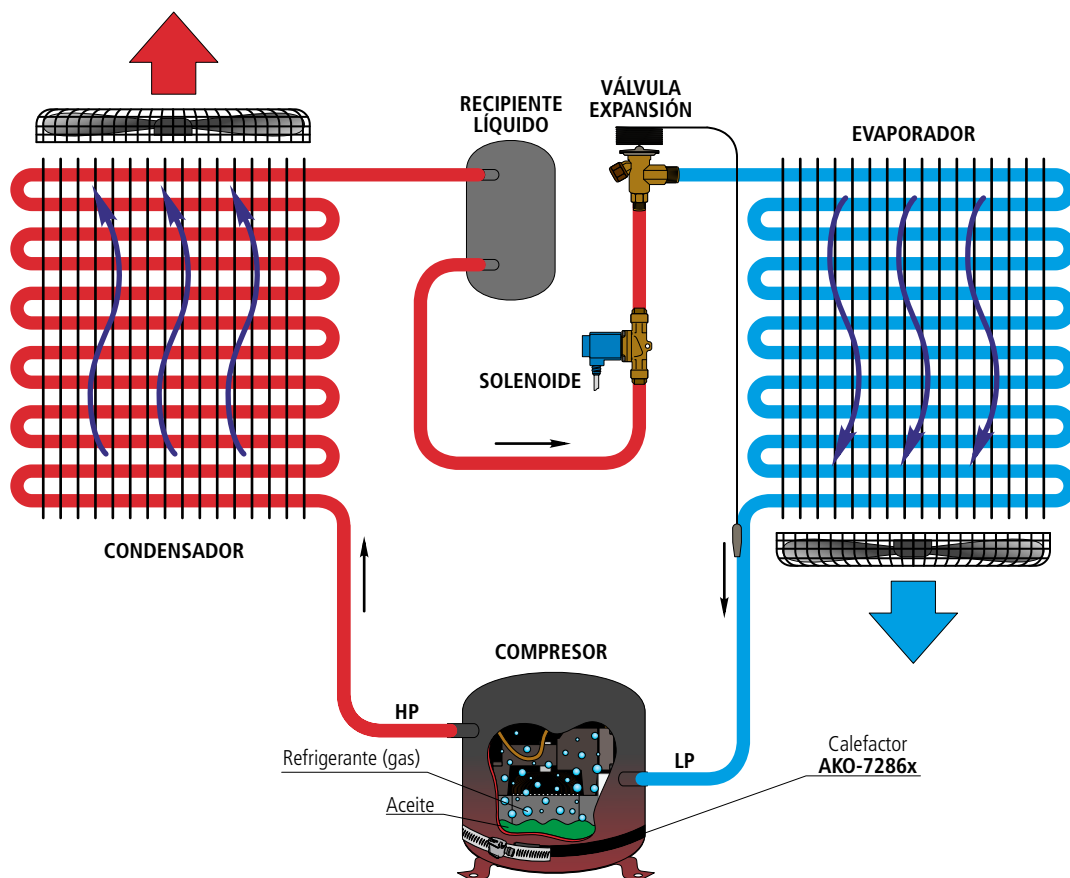 RECIPIENTE
LÍQUIDO
VÁLVULA
EXPANSIÓN
EVAPORADOR
SOLENOIDE
CONDENSADOR
COMPRESOR
HP
Refrigerante (gas)
Aceite
LP
Calefactor
AKO-7286x